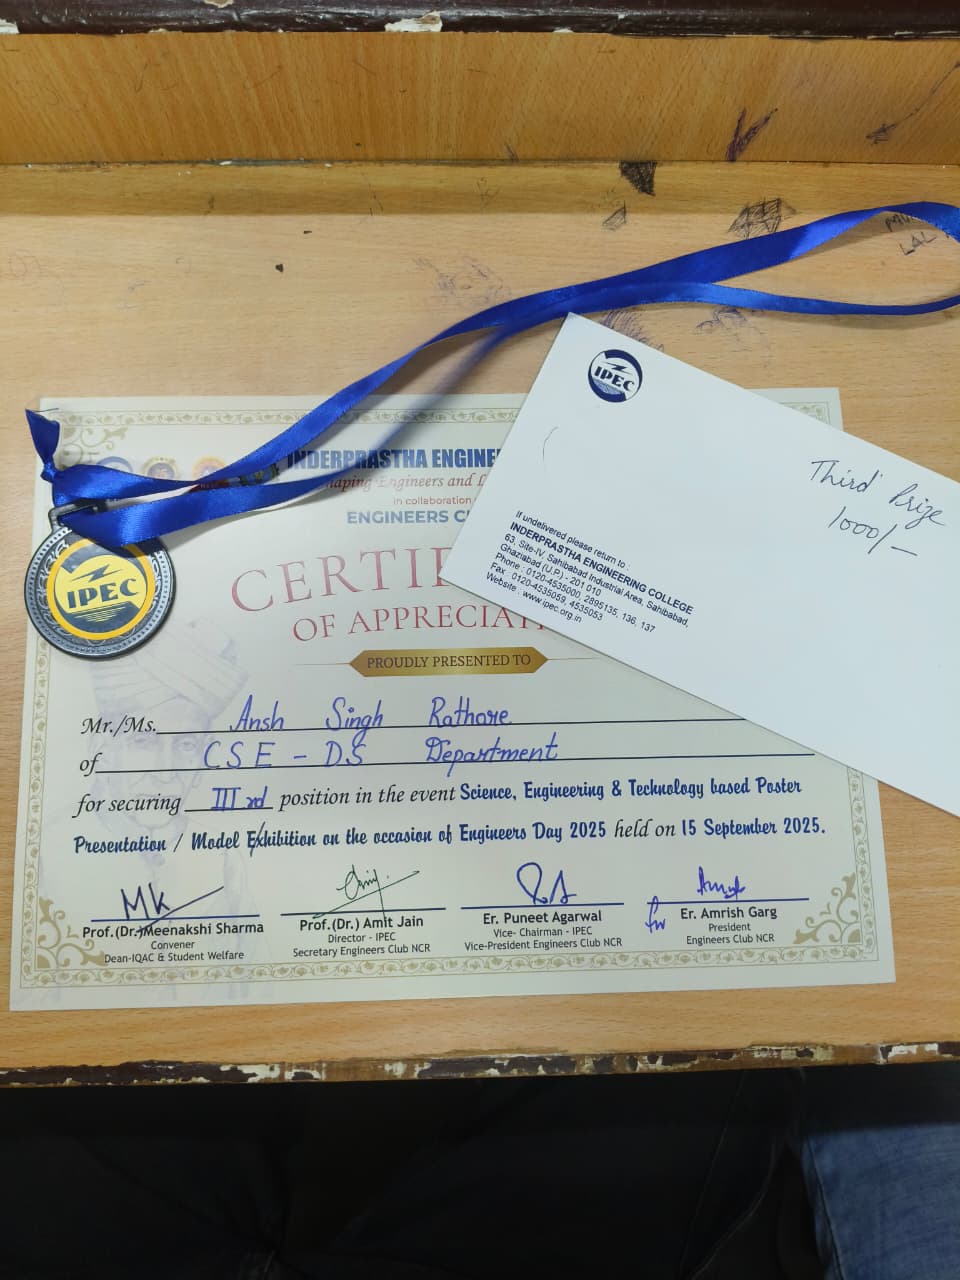 MI
LAL
IPEC
Third Prize
1000/-
If undelivered please return to :
INDERPRASTHA ENGINEERING COLLEGE
63, Site-IV, Sahibabad Industrial Area, Sahibabad,
Ghaziabad (U.P.) - 201 010
Phone : 0120-4535000, 2895135, 136, 137
Fax : 0120-4535059, 4535053
Website : www.ipec.org.in
IPEC
INDERPRASTHA ENGINE
haping Engineers and L
in collaboration
ENGINEERS C
CERTI
OF APPRECIAT
PROUDLY PRESENTED TO
Mr./Ms. Ansh Singh Rathore
of CSE - DS Department
for securing III rd position in the event Science, Engineering & Technology based Poster
Presentation / Model Exhibition on the occasion of Engineers Day 2025 held on 15 September 2025.
MK
Prof.(Dr.) Meenakshi Sharma
Convener
Dean-IQAC & Student Welfare
Prof.(Dr.) Amit Jain
Director - IPEC
Secretary Engineers Club NCR
Er. Puneet Agarwal
Vice- Chairman - IPEC
Vice-President Engineers Club NCR
Er. Amrish Garg
President
Engineers Club NCR